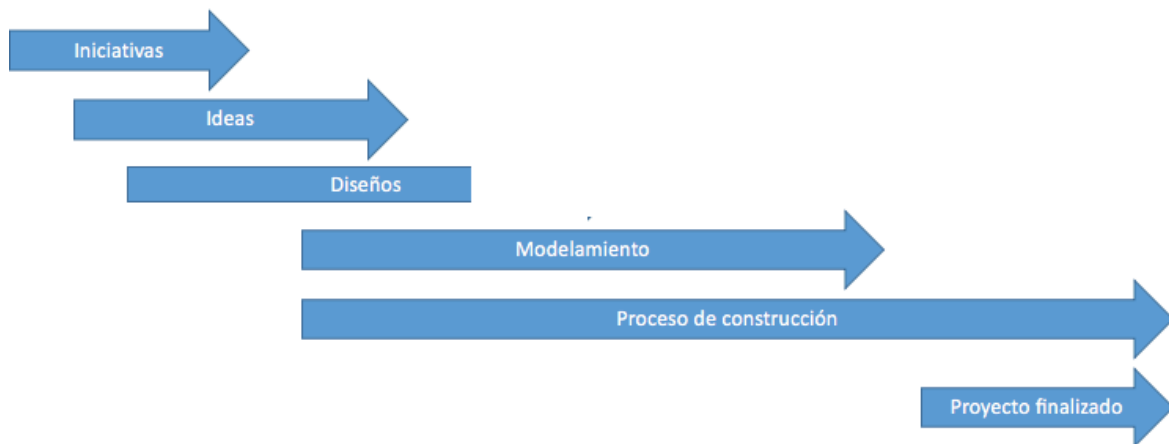 Iniciativas
Ideas
Diseños
Modelamiento
Proceso de construcción
Proyecto finalizado